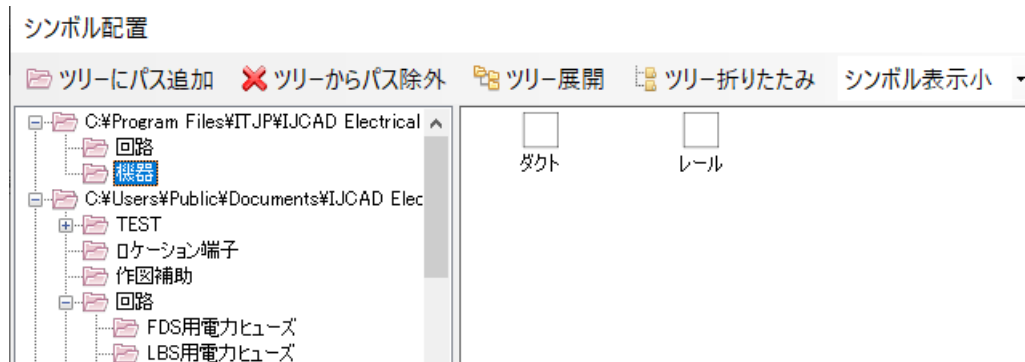 シンボル配置
ツリーにパス追加 ツリーからパス除外 ツリー展開 ツリー折りたたみ シンボル表示小
C:¥Program Files¥ITJP¥IJCAD Electrical
回路
機器
C:¥Users¥Public¥Documents¥IJCAD Elec
TEST
ロケーション端子
作図補助
回路
FDS用電力ヒューズ
LBS用電力ヒューズ
ダクト レール